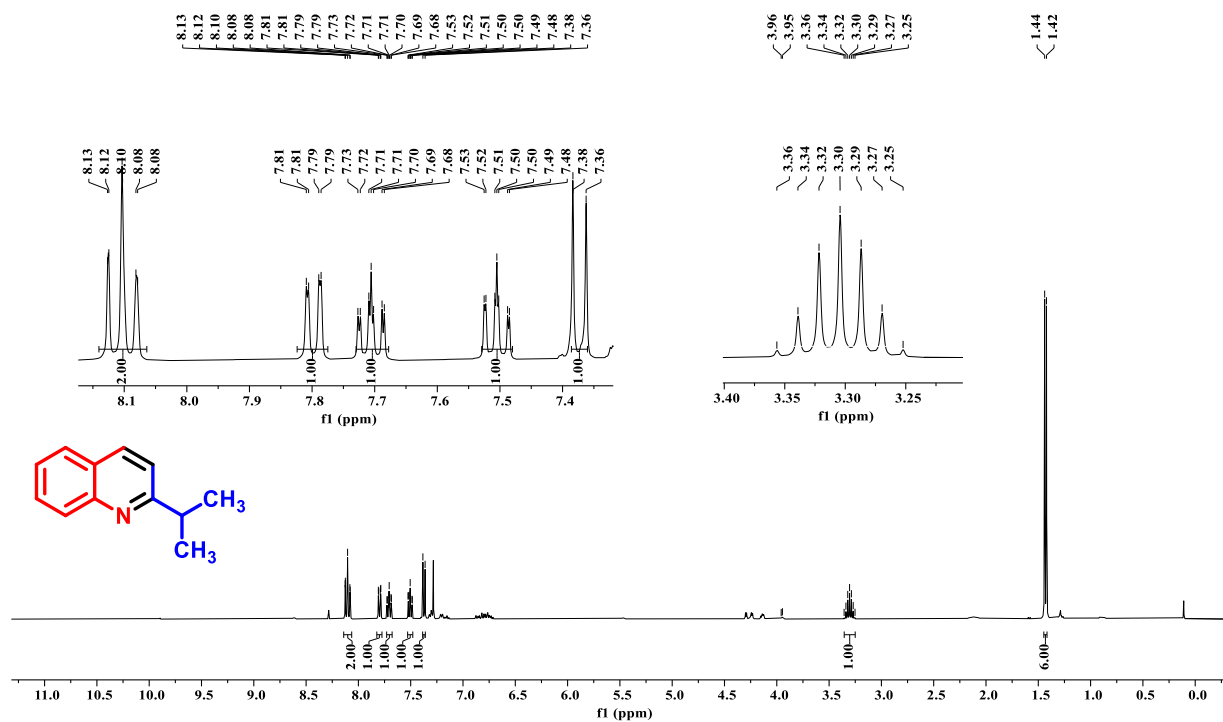 8.13 8.12 8.10 8.08 8.08 7.81 7.81 7.79 7.79 7.73 7.72 7.71 7.71 7.70 7.69 7.68 7.53 7.52 7.51 7.50 7.50 7.49 7.48 7.38 7.36 3.96 3.95 3.36 3.34 3.32 3.30 3.29 3.27 3.25 1.44 1.42
8.13 8.12 8.10 8.08 8.08 7.81 7.81 7.79 7.79 7.73 7.72 7.71 7.71 7.70 7.69 7.68 7.53 7.52 7.51 7.50 7.50 7.49 7.48 7.38 7.36
3.36 3.34 3.32 3.30 3.29 3.27 3.25
2.00 1.00 1.00 1.00 1.00
8.1 8.0 7.9 7.8 7.7 7.6 7.5 7.4
f1 (ppm)
3.40 3.35 3.30 3.25
f1 (ppm)
N
CH3
CH3
2.00 1.00 1.00 1.00 1.00 1.00 6.00
11.0 10.5 10.0 9.5 9.0 8.5 8.0 7.5 7.0 6.5 6.0 5.5 5.0 4.5 4.0 3.5 3.0 2.5 2.0 1.5 1.0 0.5 0.0
f1 (ppm)